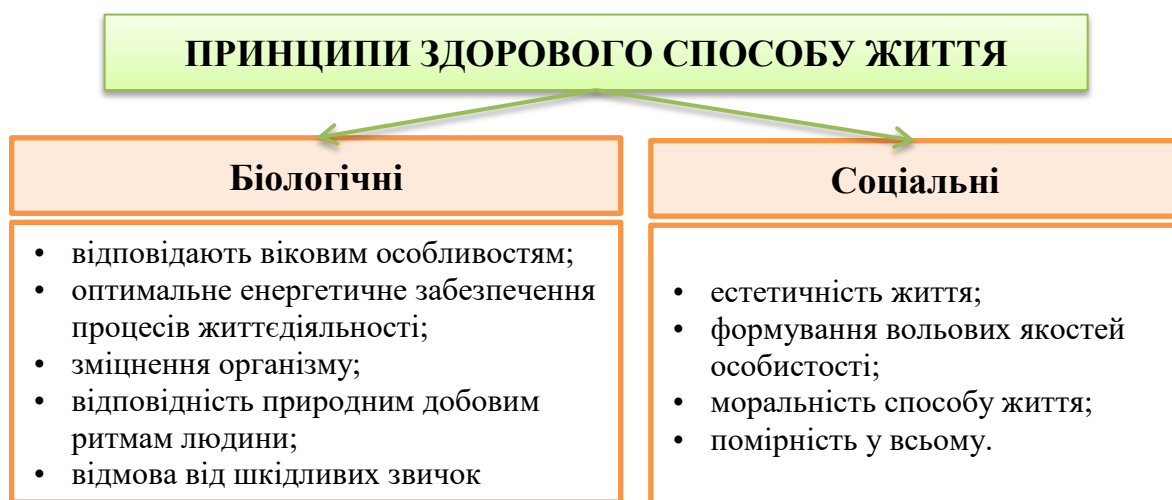 ПРИНЦИПИ ЗДОРОВОГО СПОСОБУ ЖИТТЯ
Біологічні
• відповідають віковим особливостям;
• оптимальне енергетичне забезпечення
процесів життєдіяльності;
• зміцнення організму;
• відповідність природним добовим
ритмам людини;
• відмова від шкідливих звичок
Соціальні
• естетичність життя;
• формування вольових якостей
особистості;
• моральність способу життя;
• помірність у всьому.